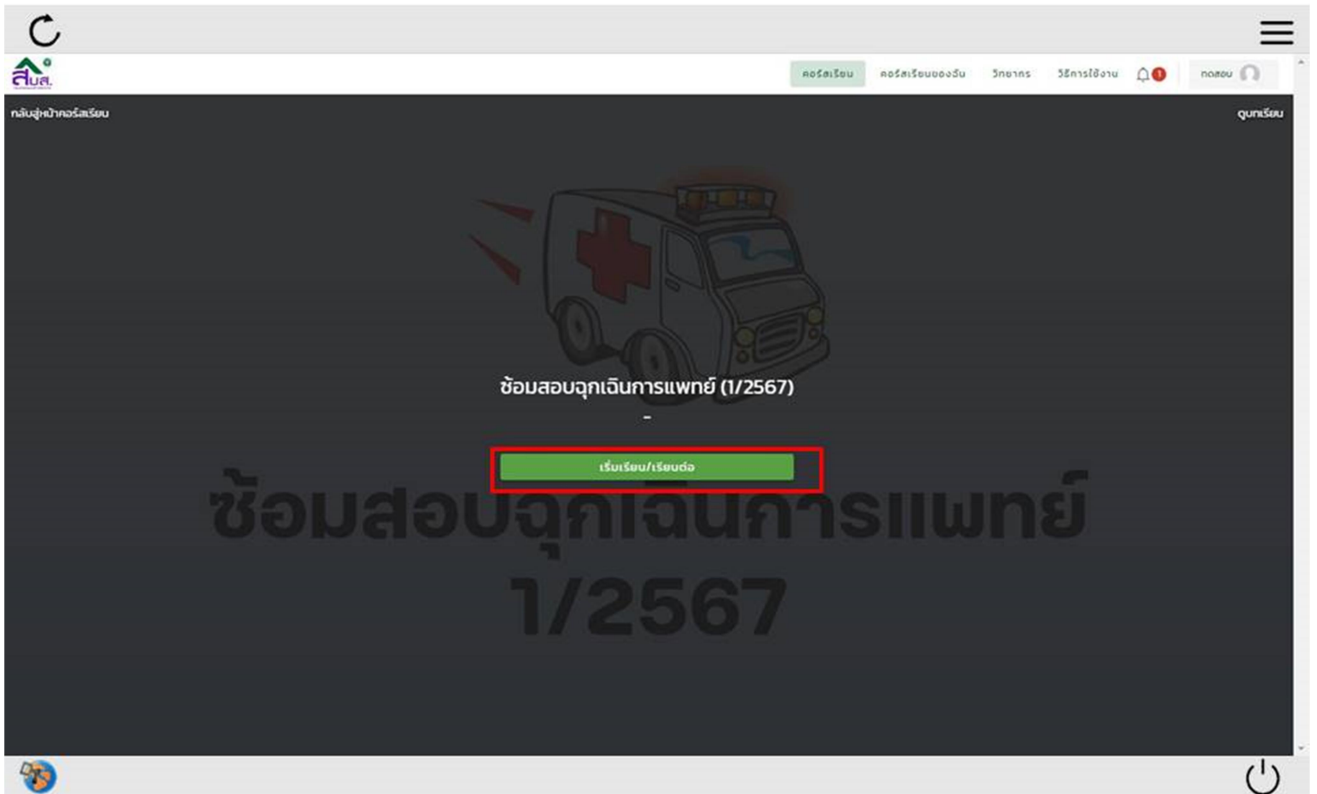 สบส.
คอร์สเรียน คอร์สเรียนของฉัน วิทยากร วิธีการใช้งาน 1 ทดสอบ
กลับสู่หน้าคอร์สเรียน ดูบทเรียน
ซ้อมสอบฉุกเฉินการแพทย์ (1/2567)
-
เริ่มเรียน/เรียนต่อ
ซ้อมสอบฉุกเฉินการแพทย์
1/2567